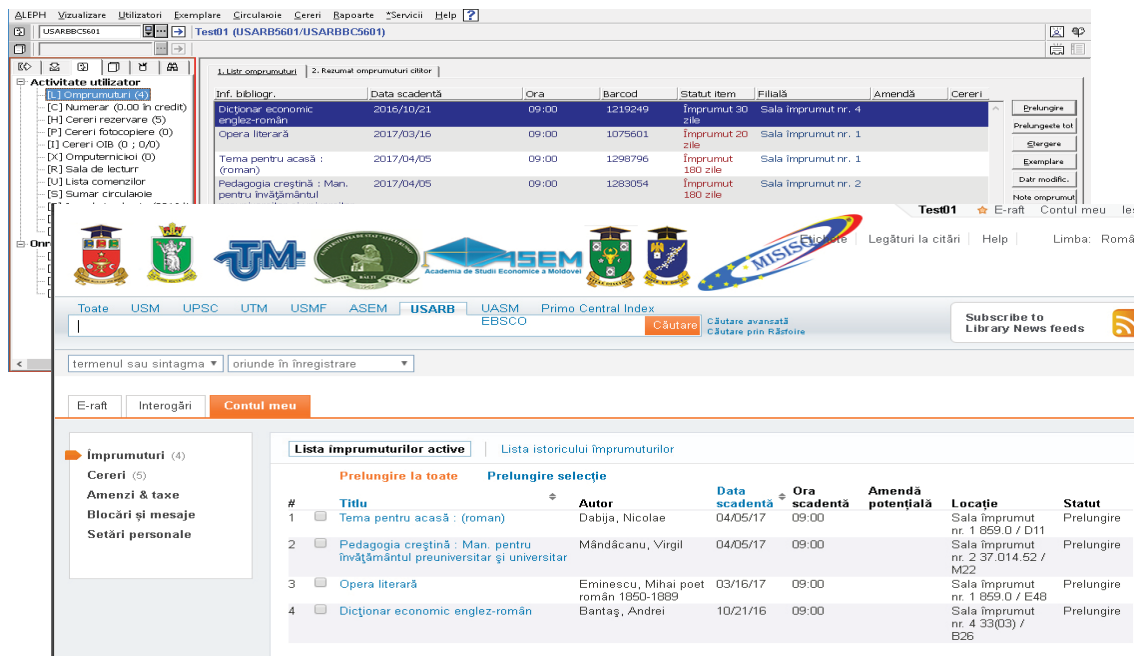 ALEPH Vizualizare Utilizatori Exemplare Circulaoie Cereri Rapoarte *Servicii Help ?
USARBBC5601 Test01 (USARB5601/USARBBC5601)
Activitate utilizator
[L] Omprumuturi (4)
[C] Numerar (0.00 în credit)
[H] Cereri rezervare (5)
[P] Cereri fotocopiere (0)
[I] Cereri OIB (0 ; 0/0)
[X] Omputernicioi (0)
[R] Sala de lecturr
[U] Lista comenzilor
[S] Sumar circulaoie
1. Listr omprumuturi 2. Rezumat omprumuturi cititor
Inf. bibliogr. Data scadentă Ora Barcod Statut item Filială Amendă Cereri
Dicţionar economic 2016/10/21 09:00 1219249 Împrumut 30 Sala împrumut nr. 4
englez-român zile
Opera literară 2017/03/16 09:00 1075601 Împrumut 20 Sala împrumut nr. 1
zile
Tema pentru acasă : 2017/04/05 09:00 1298796 Împrumut Sala împrumut nr. 1
(roman) 180 zile
Pedagogia creştină : Man. 2017/04/05 09:00 1283054 Împrumut Sala împrumut nr. 2
pentru învăţământul 180 zile
Prelungire
Prelungeote tot
Otergere
Exemplare
Datr modific.
Note omprumut
Test01 E-raft Contul meu Ieş
UTM
ASEM
Academia de Studii Economice a Moldovei
MISISQ
Etichete Legături la citări Help Limba: Româ
Toate USM UPSC UTM USMF ASEM USARB UASM Primo Central Index
EBSCO
Căutare Căutare avansată
Căutare prin Răsfoire
Subscribe to
Library News feeds
termenul sau sintagma oriunde în înregistrare
E-raft Interogări Contul meu
Împrumuturi (4)
Cereri (5)
Amenzi & taxe
Blocări și mesaje
Setări personale
Lista împrumuturilor active Lista istoricului împrumuturilor
Prelungire la toate Prelungire selecție
# Titlu Autor Data scadentă Ora scadentă Amendă potențială Locație Statut
1 Tema pentru acasă : (roman) Dabija, Nicolae 04/05/17 09:00 Sala împrumut Prelungire
nr. 1 859.0 / D11
2 Pedagogia creştină : Man. pentru Mândâcanu, Virgil 04/05/17 09:00 Sala împrumut Prelungire
învăţământul preuniversitar şi universitar nr. 2 37.014.52 /
M22
3 Opera literară Eminescu, Mihai poet 03/16/17 09:00 Sala împrumut Prelungire
român 1850-1889 nr. 1 859.0 / E48
4 Dicţionar economic englez-român Bantaş, Andrei 10/21/16 09:00 Sala împrumut Prelungire
nr. 4 33(03) /
B26